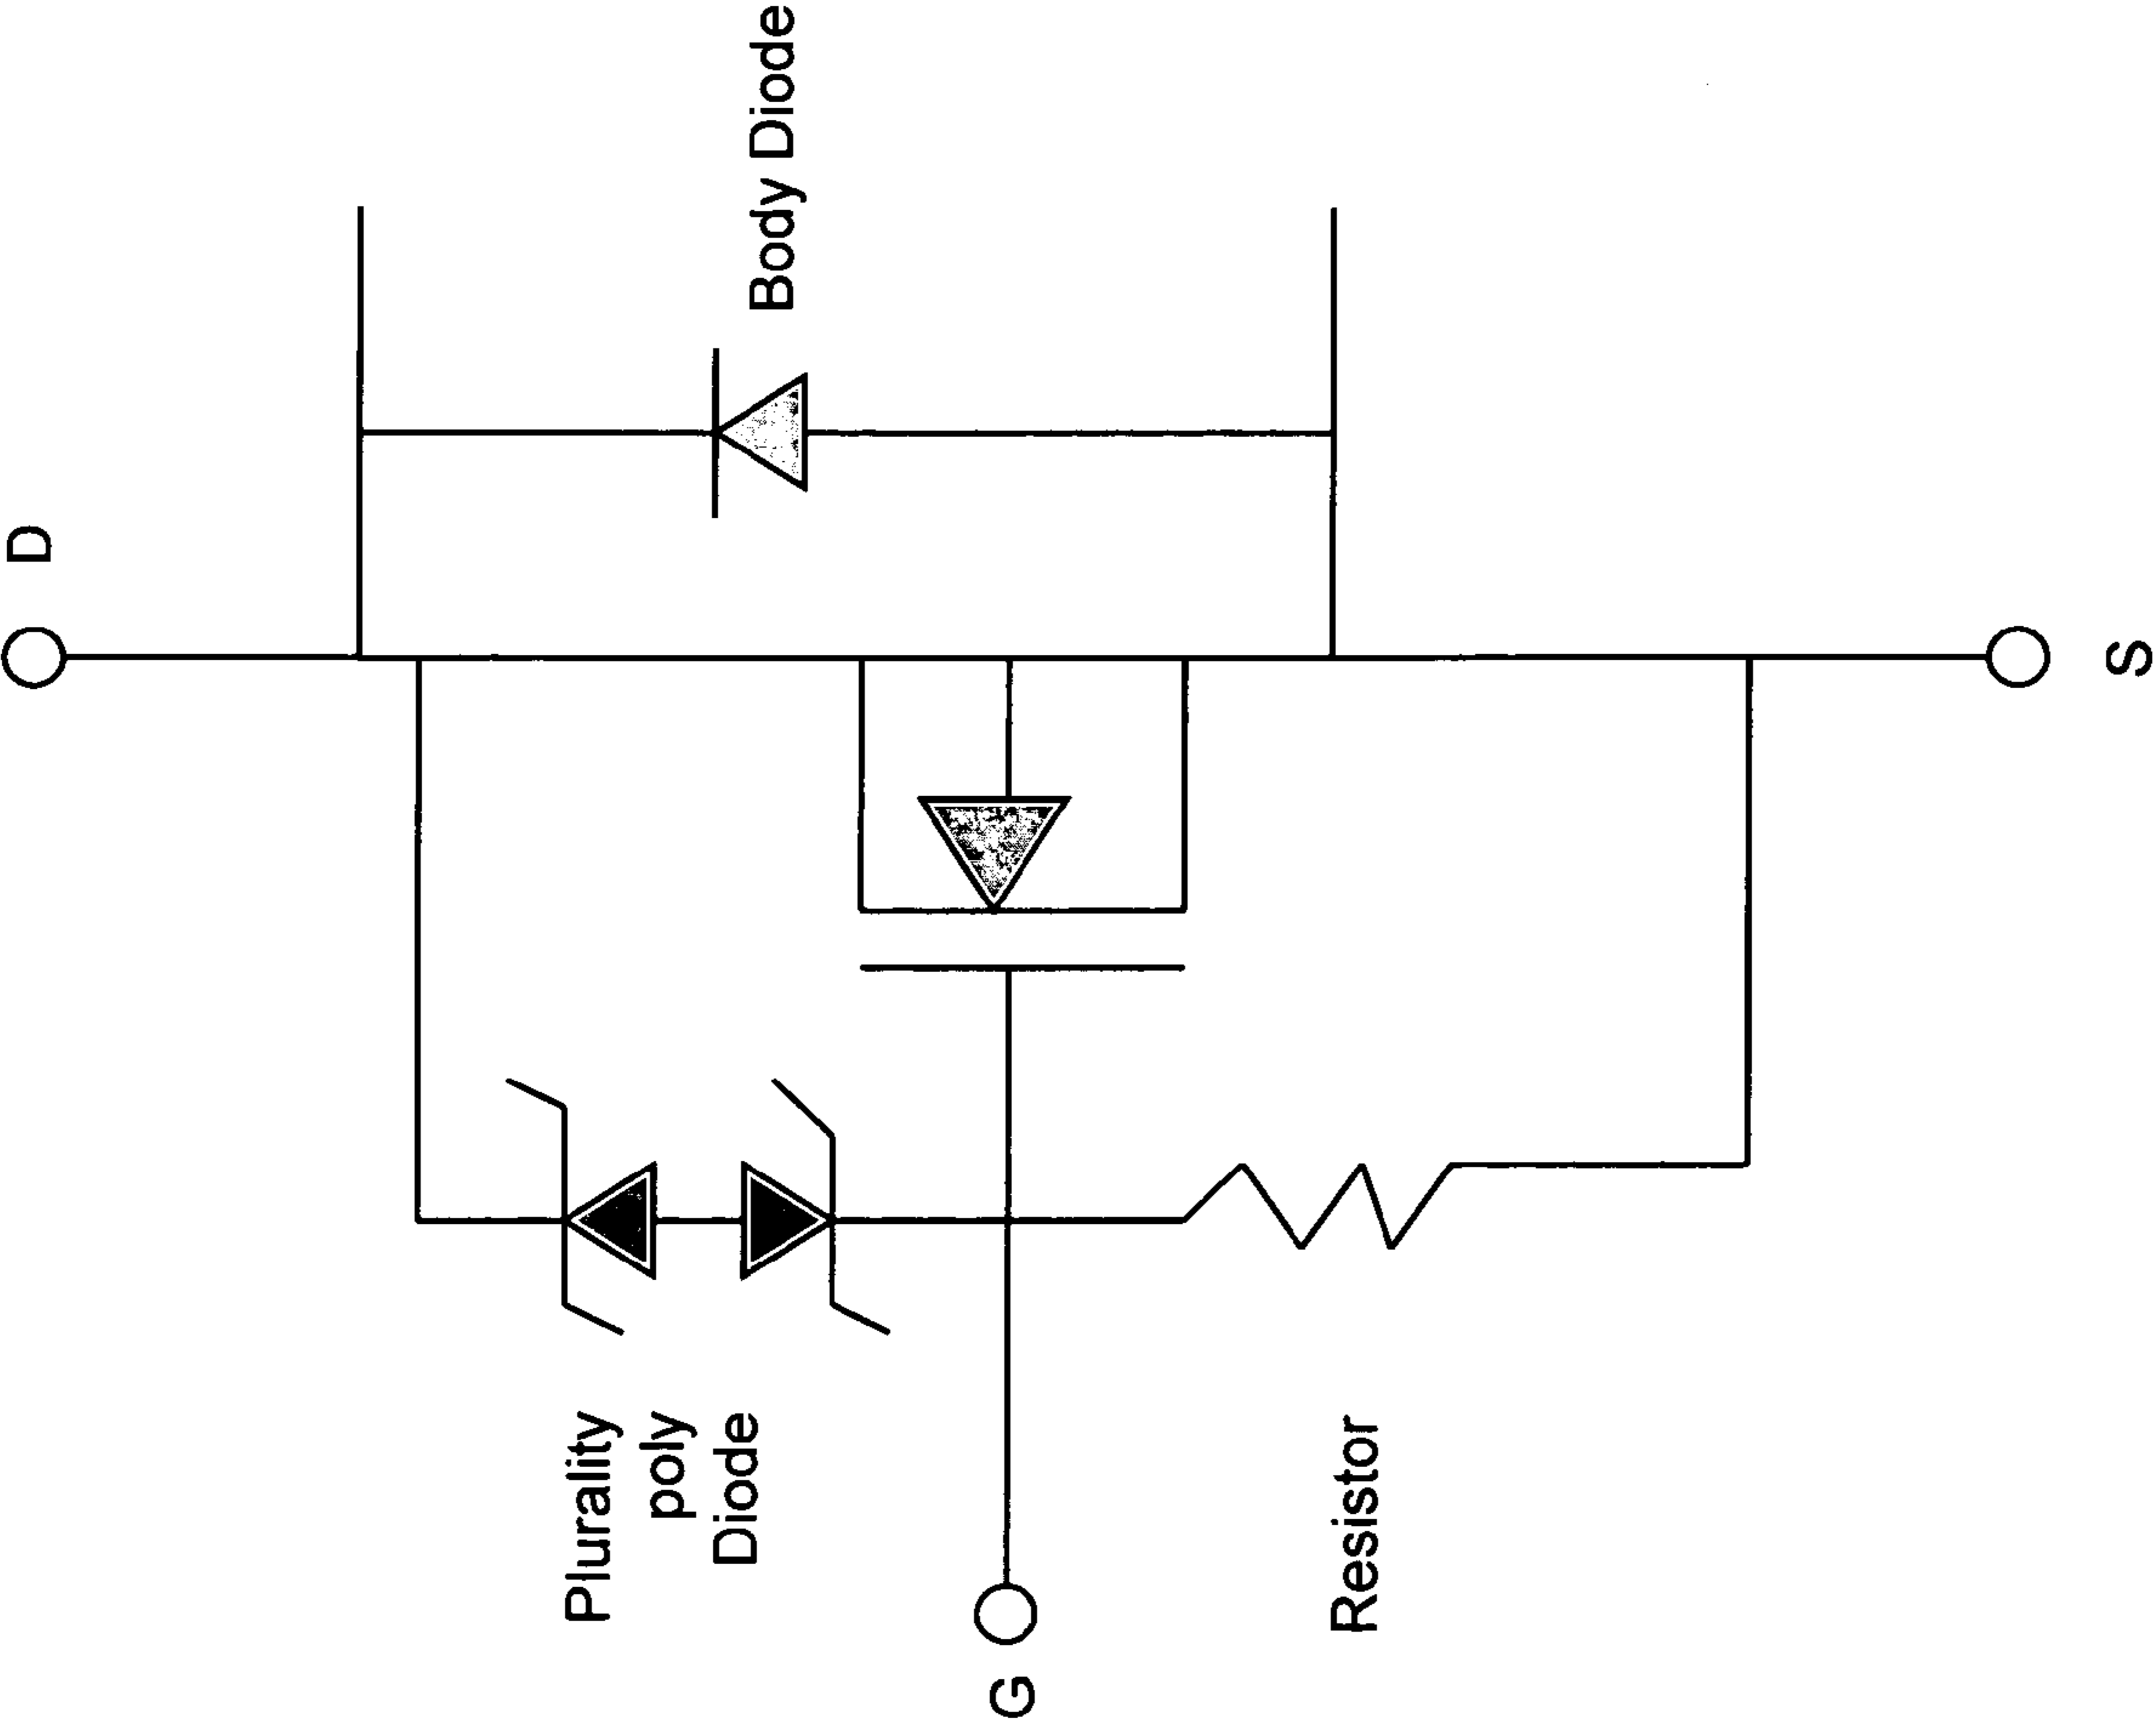 D
Body Diode
Plurality
poly
Diode
G
Resistor
S